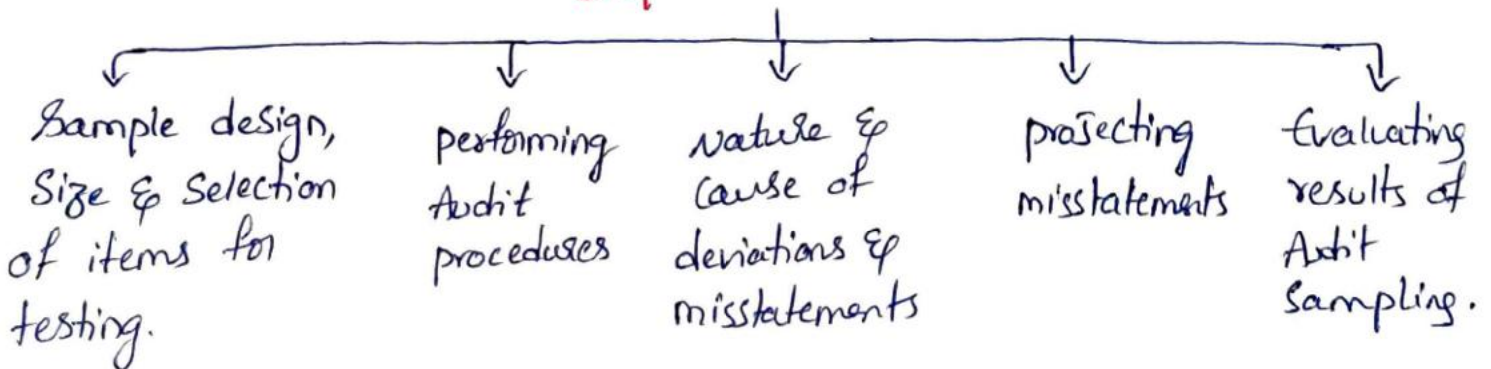 Sample design,
Size & Selection
of items for
testing.
performing
Audit
procedures
Nature &
cause of
deviations &
misstatements
projecting
misstatements
Evaluating
results of
Audit
Sampling.